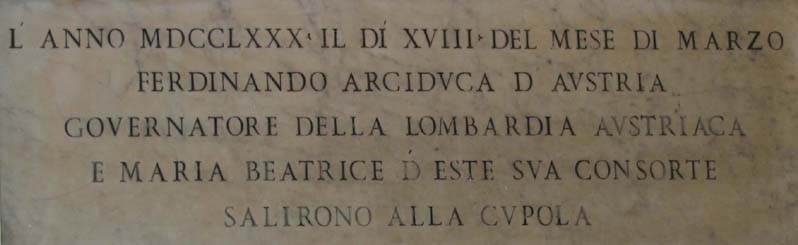 L' ANNO MDCCLXXX· IL DÍ XVIII· DEL MESE DI MARZO
FERDINANDO ARCIDVCA D AVSTRIA
GOVERNATORE DELLA LOMBARDIA AVSTRIACA
E MARIA BEATRICE D' ESTE SVA CONSORTE
SALIRONO ALLA CVPOLA